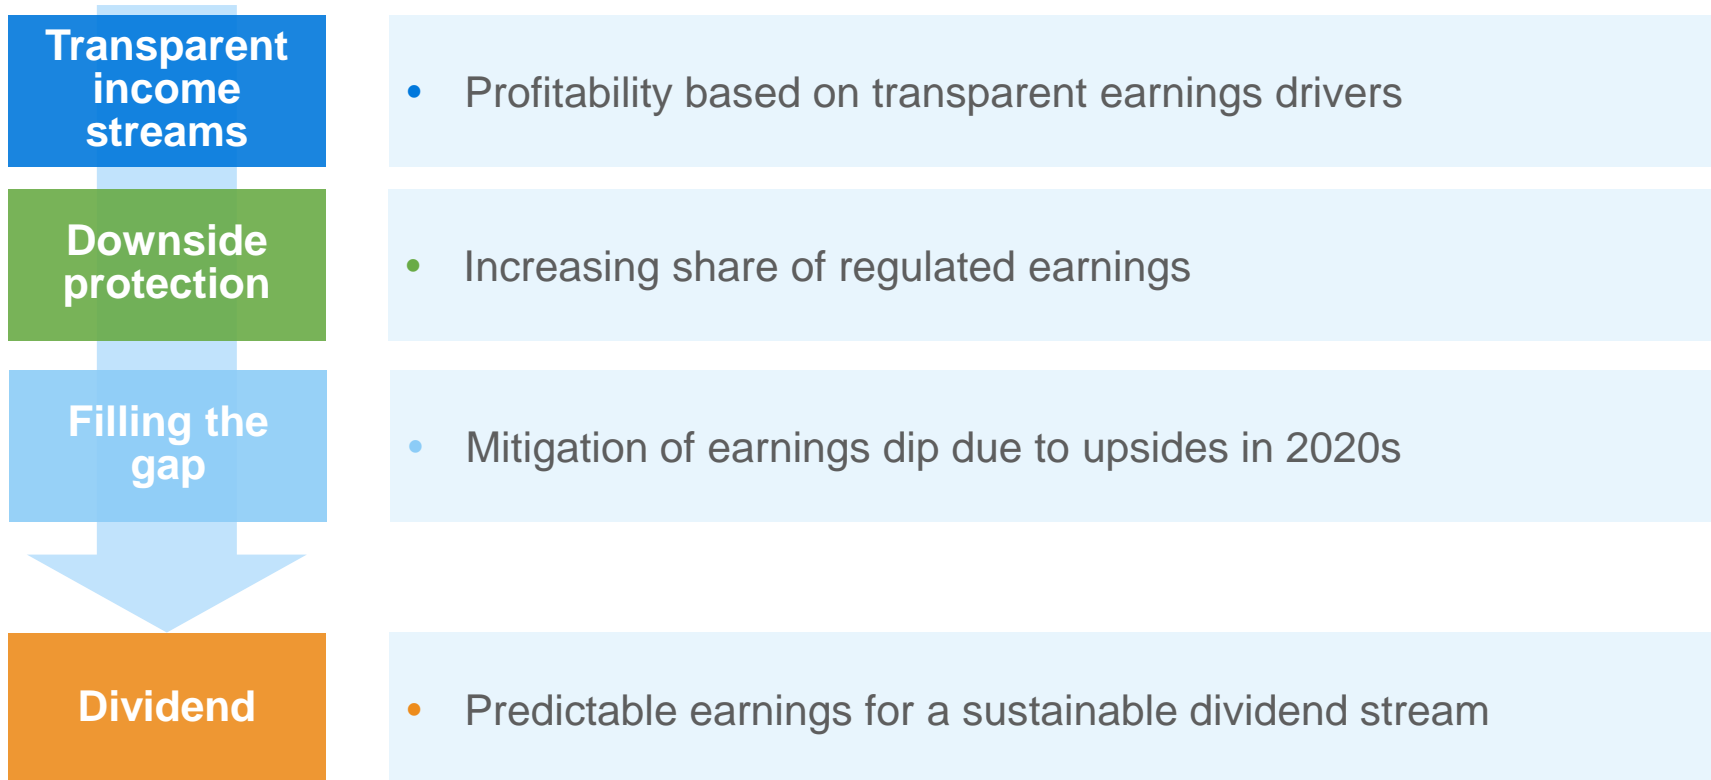 Transparent
income
streams
• Profitability based on transparent earnings drivers
Downside
protection
• Increasing share of regulated earnings
Filling the
gap
• Mitigation of earnings dip due to upsides in 2020s
Dividend
• Predictable earnings for a sustainable dividend stream